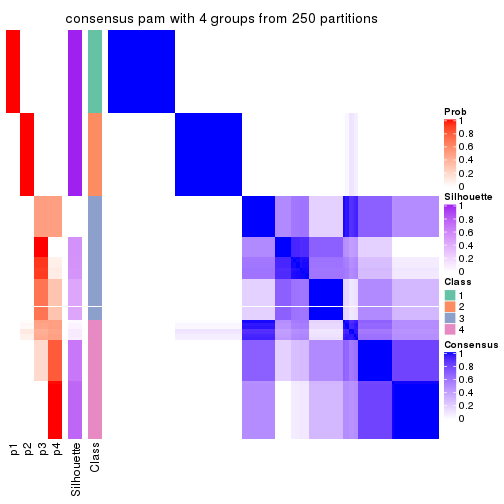 consensus pam with 4 groups from 250 partitions
Prob
1
0.8
0.6
0.4
0.2
0
Silhouette
1
0.8
0.6
0.4
0.2
0
Class
1
2
3
4
Consensus
1
0.8
0.6
0.4
0.2
0
p1
p2
p3
p4
Silhouette
Class